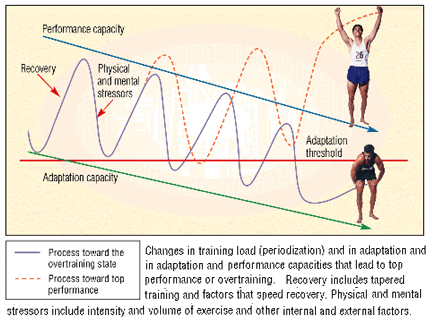 Performance capacity
Recovery
Physical
and mental
stressors
26
Adaptation
threshold
Adaptation capacity
Process toward the
overtraining state
Process toward top
performance
Changes in training load (periodization) and in adaptation and
in adaptation and performance capacities that lead to top
performance or overtraining. Recovery includes tapered
training and factors that speed recovery. Physical and mental
stressors include intensity and volume of exercise and other internal and external factors.